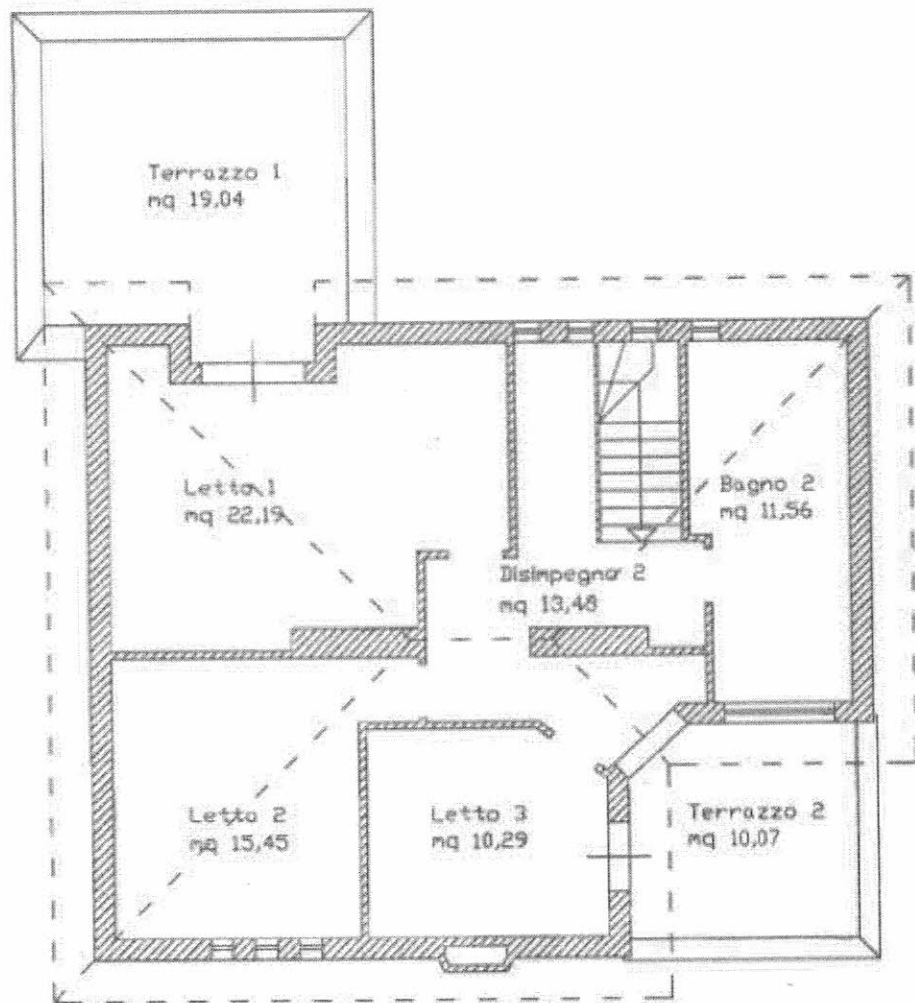 Terrazzo 1
mq 19,04
Letto 1
mq 22,19
Bagno 2
mq 11,56
Disimpegno 2
mq 13,48
Letto 2
mq 15,45
Letto 3
mq 10,29
Terrazzo 2
mq 10,07